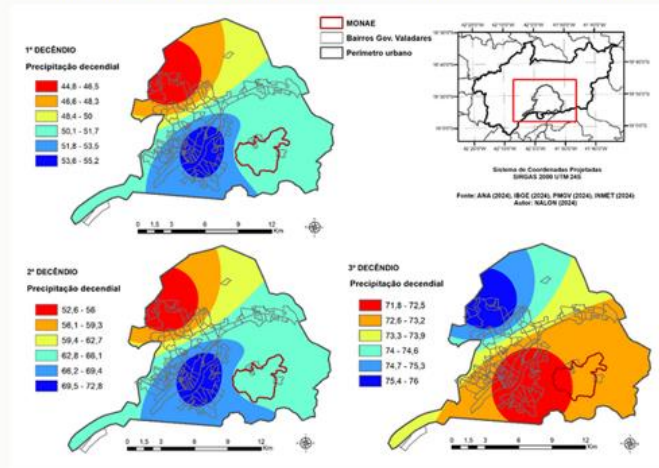 1º DECÊNDIO
Precipitação decendial
44,8 - 46,5
46,6 - 48,3
48,4 - 50
50,1 - 51,7
51,8 - 53,5
53,6 - 55,2
0 1,5 3 6 9 12
Km
MONAE
Bairros Gov. Valadares
Perímetro urbano
Sistema de Coordenadas Projetadas
SIRGAS 2000 UTM 24S
Fonte: ANA (2024), IBGE (2024), PMGV (2024), INMET (2024)
Autor: NALON (2024)
2º DECÊNDIO
Precipitação decendial
52,6 - 56
56,1 - 59,3
59,4 - 62,7
62,8 - 66,1
66,2 - 69,4
69,5 - 72,8
0 1,5 3 6 9 12
Km
3º DECÊNDIO
Precipitação decendial
71,8 - 72,5
72,6 - 73,2
73,3 - 73,9
74 - 74,6
74,7 - 75,3
75,4 - 76
0 1,5 3 6 9 12
Km